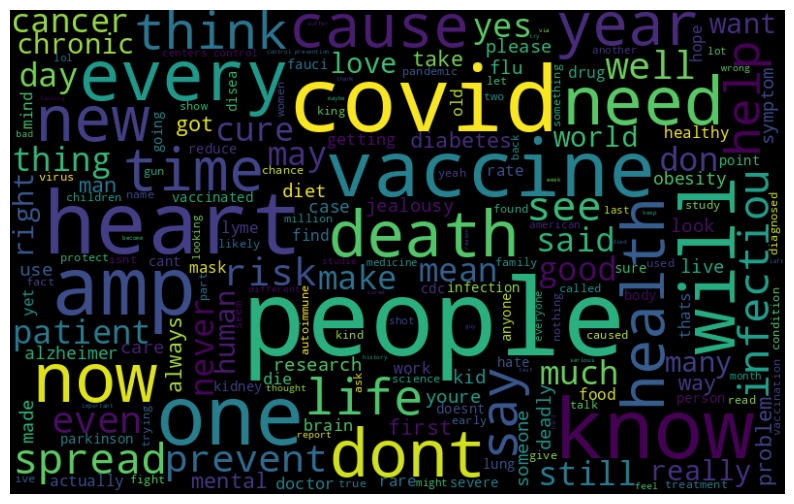 cancer
think
cause
year
want
chronic
yes
please
love
take
hope
another
lot
wrong
day
every
fauci
flu
pandemic
let
two
drug
well
help
symptom
mind
disea
king
old
something
new
show
going
got
cure
getting
covid
need
bad
women
maybe
world
healthy
thing
time
reduce
may
diabetes
vaccine
don
obesity
point
virus
gun
chance
yeah
rate
back
man
vaccinated
diet
children
name
million
case
jealousy
found
see
last
study
right
heart
lyme
find
death
american
said
look
diagnosed
protect
isnt
looking
likely
cant
use
fact
mask
risk
make
mean
medicine
family
good
sure
used
live
health
will
infectiou
yet
amp
part
different
infection
called
body
thats
patient
never
human
autoimmune
people
cdc
anyone
everyone
nothing
caused
condition
alzheimer
care
kind
shot
many
always
kidney
research
history
work
science
hate
serious
much
way
month
now
one
die
life
kid
food
person
read
made
even
thought
ask
brain
youre
doesnt
say
someone
deadly
give
talk
know
problem
vaccination
parkinson
trying
important
report
dont
first
early
spread
prevent
still
really
actually
fight
mental
doctor
true
rare
might
severe
lung
feel
treatment
ive